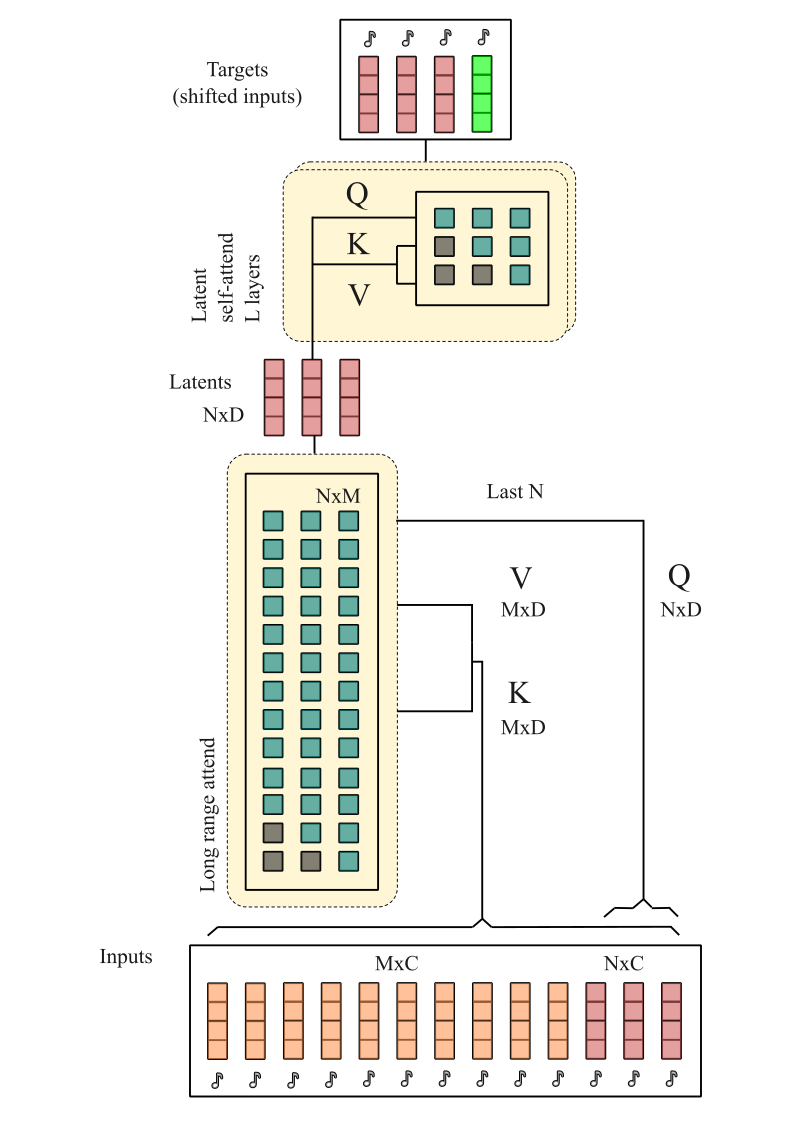 Targets
(shifted inputs)
Q
K
V
Latent
self-attend
L layers
Latents
NxD
NxM
Last N
V
MxD
Q
NxD
K
MxD
Long range attend
Inputs
MxC
NxC